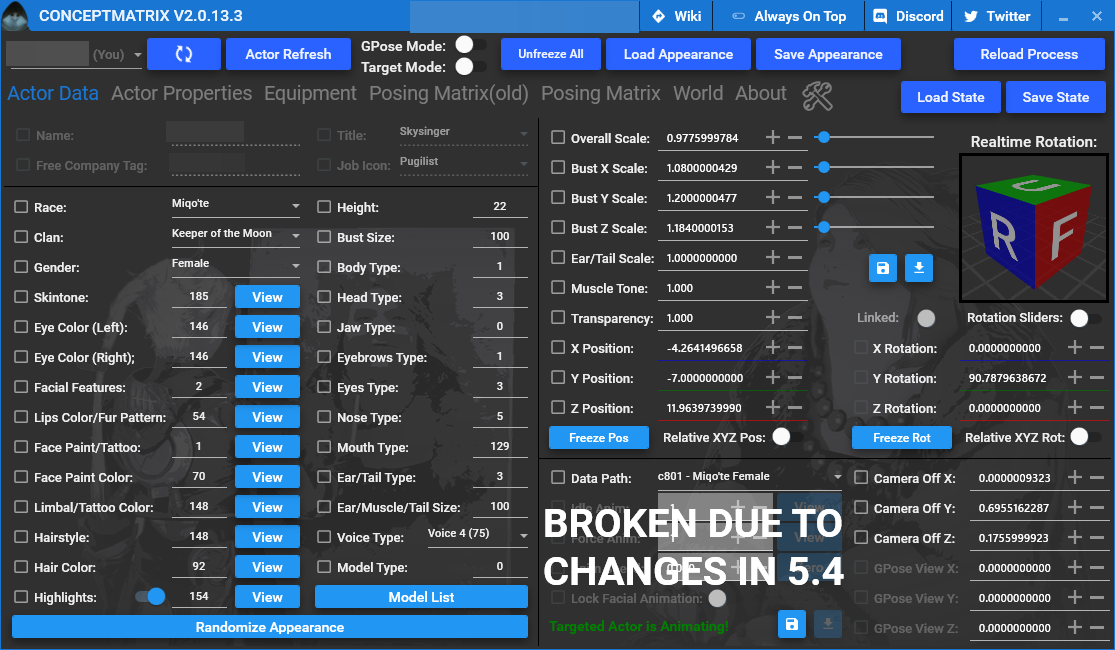 CONCEPTMATRIX V2.0.13.3
Wiki
Always On Top
Discord
Twitter
(You)
Actor Refresh
GPose Mode:
Target Mode:
Unfreeze All
Load Appearance
Save Appearance
Reload Process
Actor Data
Actor Properties
Equipment
Posing Matrix(old)
Posing Matrix
World
About
Load State
Save State
Name:
Title: Skysinger
Free Company Tag:
Job Icon: Pugilist
Race: Miqo'te
Clan: Keeper of the Moon
Gender: Female
Skintone: 185 View
Eye Color (Left): 146 View
Eye Color (Right); 146 View
Facial Features: 2 View
Lips Color/Fur Pattern: 54 View
Face Paint/Tattoo: 1 View
Face Paint Color: 70 View
Limbal/Tattoo Color: 148 View
Hairstyle: 148 View
Hair Color: 92 View
Highlights: 154 View
Randomize Appearance
Height: 22
Bust Size: 100
Body Type: 1
Head Type: 3
Jaw Type: 0
Eyebrows Type: 1
Eyes Type: 3
Nose Type: 5
Mouth Type: 129
Ear/Tail Type: 3
Ear/Muscle/Tail Size: 100
Voice Type: Voice 4 (75)
Model Type: 0
Model List
Overall Scale: 0.9775999784
Bust X Scale: 1.0800000429
Bust Y Scale: 1.2000000477
Bust Z Scale: 1.1840000153
Ear/Tail Scale: 1.0000000000
Muscle Tone: 1.000
Transparency: 1.000
X Position: -4.2641496658
Y Position: -7.0000000000
Z Position: 11.9639739990
Freeze Pos
Relative XYZ Pos:
Realtime Rotation:
U
R
F
Linked:
Rotation Sliders:
X Rotation: 0.0000000000
Y Rotation: 90.7879638672
Z Rotation: 0.0000000000
Freeze Rot
Relative XYZ Rot:
Data Path: c801 - Miqo'te Female
Idle Anim: View
Force Anim: View
BROKEN DUE TO
CHANGES IN 5.4
Lock Facial Animation:
Targeted Actor is Animating!
Camera Off X: 0.0000009323
Camera Off Y: 0.6955162287
Camera Off Z: 0.1755999923
GPose View X: 0.0000000000
GPose View Y: 0.0000000000
GPose View Z: 0.0000000000